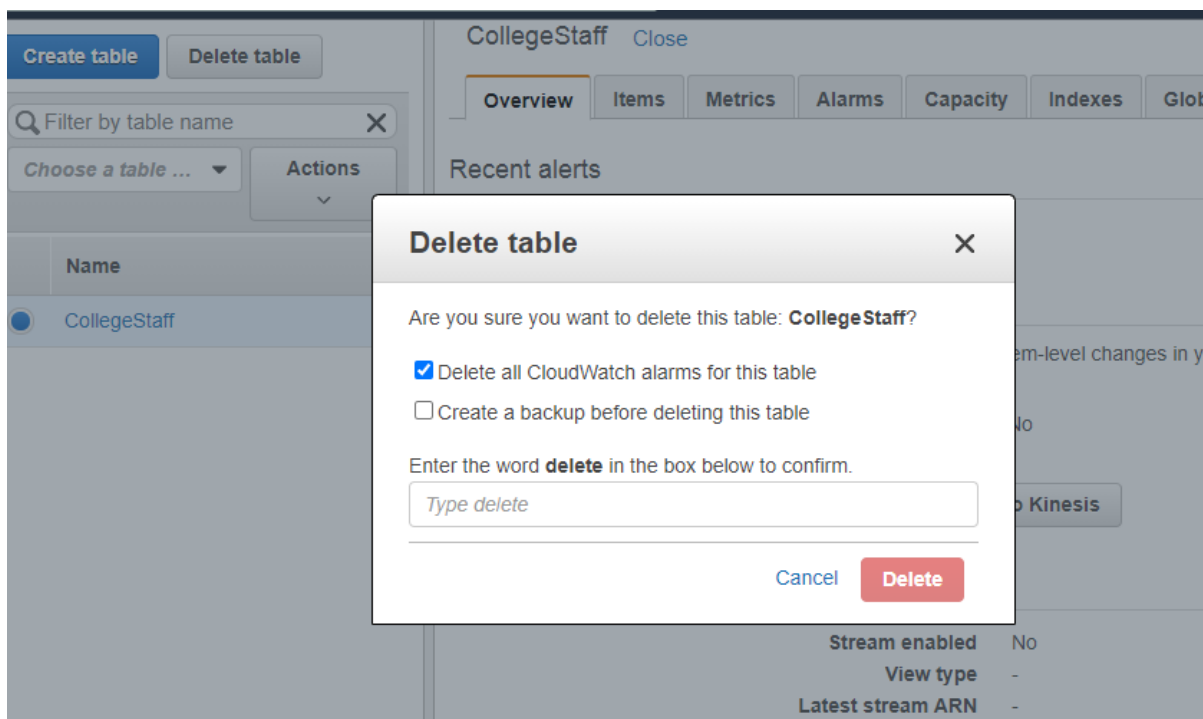 Create table
Delete table
Filter by table name
Choose a table ...
Actions
Name
CollegeStaff
CollegeStaff Close
Overview
Items
Metrics
Alarms
Capacity
Indexes
Recent alerts
Delete table
Are you sure you want to delete this table: CollegeStaff?
Delete all CloudWatch alarms for this table
Create a backup before deleting this table
Enter the word delete in the box below to confirm.
Type delete
Cancel
Delete
changes in
Kinesis
Stream enabled No
View type -
Latest stream ARN -